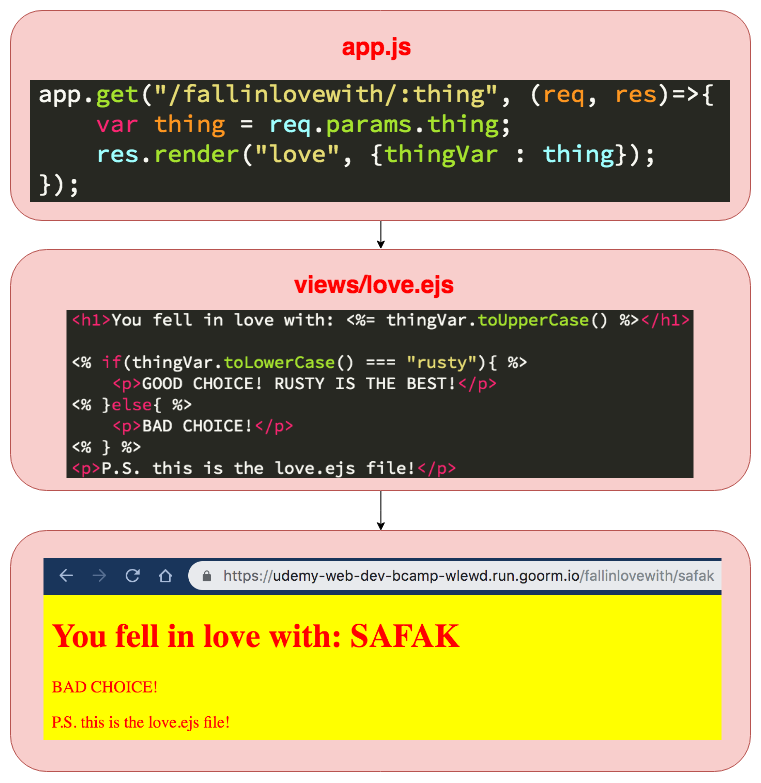 app.js
app.get("/fallinlovewith/:thing", (req, res)=>{
    var thing = req.params.thing;
    res.render("love", {thingVar : thing});
});
views/love.ejs
<h1>You fell in love with: <%= thingVar.toUpperCase() %></h1>
<% if(thingVar.toLowerCase() === "rusty"){ %>
    <p>GOOD CHOICE! RUSTY IS THE BEST!</p>
<% }else{ %>
    <p>BAD CHOICE!</p>
<% } %>
<p>P.S. this is the love.ejs file!</p>
https://udemy-web-dev-bcamp-wlewd.run.goorm.io/fallinlovewith/safak
You fell in love with: SAFAK
BAD CHOICE!
P.S. this is the love.ejs file!